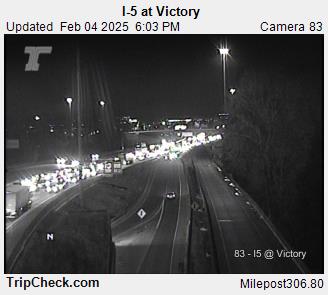 I-5 at Victory
Updated Feb 04 2025 6:03 PM Camera 83
T
N
83 - I5 @ Victory
TripCheck.com Milepost306.80